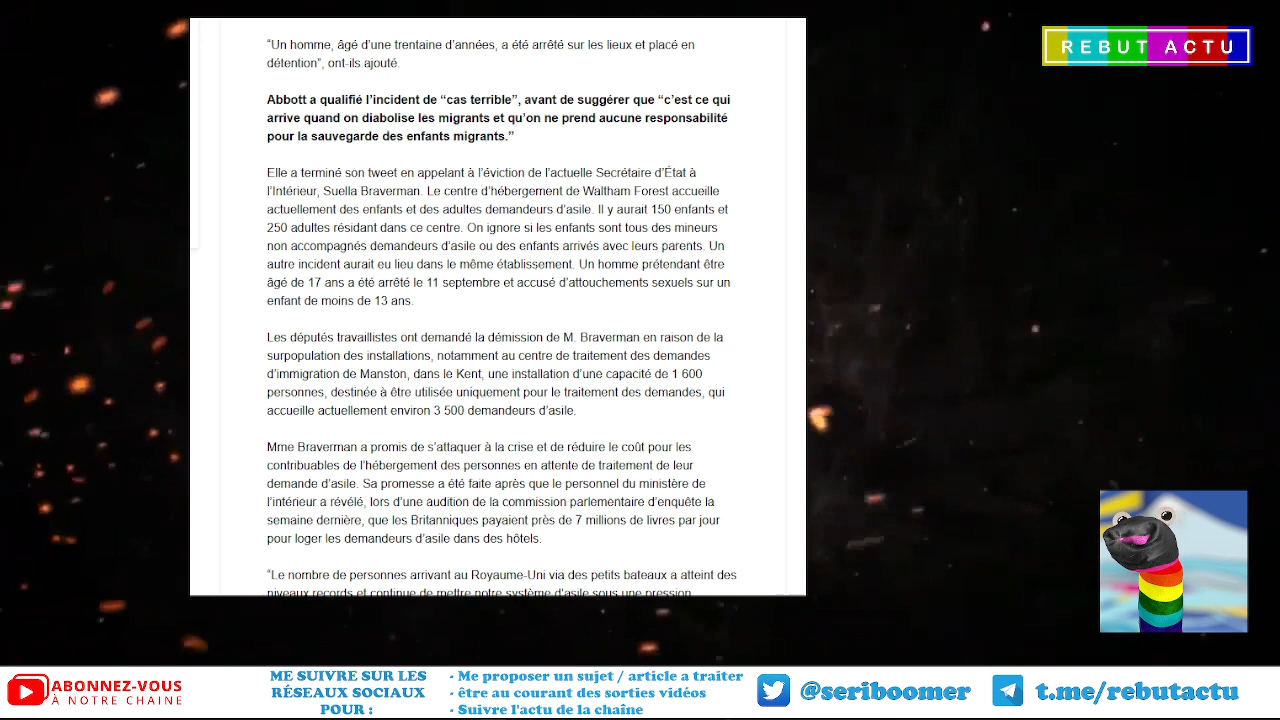 “Un homme, âgé d’une trentaine d’années, a été arrêté sur les lieux et placé en
détention”, ont-ils ajouté.
Abbott a qualifié l’incident de “cas terrible”, avant de suggérer que “c’est ce qui
arrive quand on diabolise les migrants et qu’on ne prend aucune responsabilité
pour la sauvegarde des enfants migrants.”
Elle a terminé son tweet en appelant à l’éviction de l’actuelle Secrétaire d’État à
l’Intérieur, Suella Braverman. Le centre d’hébergement de Waltham Forest accueille
actuellement des enfants et des adultes demandeurs d’asile. Il y aurait 150 enfants et
250 adultes résidant dans ce centre. On ignore si les enfants sont tous des mineurs
non accompagnés demandeurs d’asile ou des enfants arrivés avec leurs parents. Un
autre incident aurait eu lieu dans le même établissement. Un homme prétendant être
âgé de 17 ans a été arrêté le 11 septembre et accusé d’attouchements sexuels sur un
enfant de moins de 13 ans.
Les députés travaillistes ont demandé la démission de M. Braverman en raison de la
surpopulation des installations, notamment au centre de traitement des demandes
d’immigration de Manston, dans le Kent, une installation d’une capacité de 1 600
personnes, destinée à être utilisée uniquement pour le traitement des demandes, qui
accueille actuellement environ 3 500 demandeurs d’asile.
Mme Braverman a promis de s’attaquer à la crise et de réduire le coût pour les
contribuables de l’hébergement des personnes en attente de traitement de leur
demande d’asile. Sa promesse a été faite après que le personnel du ministère de
l’intérieur a révélé, lors d’une audition de la commission parlementaire d’enquête la
semaine dernière, que les Britanniques payaient près de 7 millions de livres par jour
pour loger les demandeurs d’asile dans des hôtels.
“Le nombre de personnes arrivant au Royaume-Uni via des petits bateaux a atteint des
niveaux records et continue de mettre notre système d’asile sous une pression
REBUT ACTU
ABONNEZ-VOUS
À NOTRE CHAINE
ME SUIVRE SUR LES
RÉSEAUX SOCIAUX
POUR :
- Me proposer un sujet / article a traiter
- être au courant des sorties vidéos
- Suivre l'actu de la chaîne
@seriboomer
t.me/rebutactu